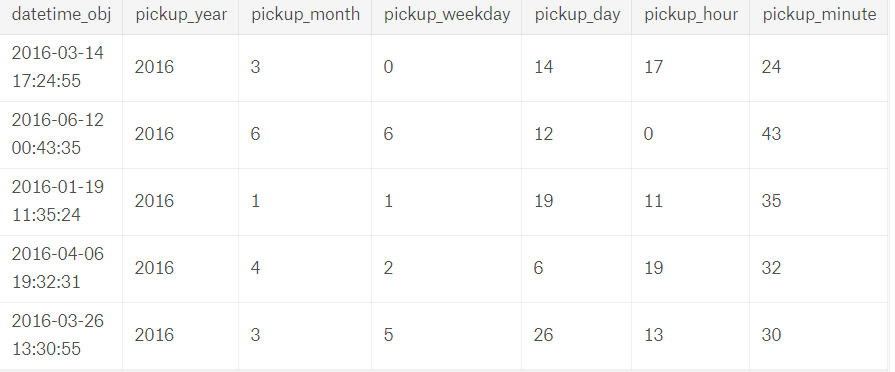 datetime_obj pickup_year pickup_month pickup_weekday pickup_day pickup_hour pickup_minute
2016-03-14
17:24:55 2016 3 0 14 17 24
2016-06-12
00:43:35 2016 6 6 12 0 43
2016-01-19
11:35:24 2016 1 1 19 11 35
2016-04-06
19:32:31 2016 4 2 6 19 32
2016-03-26
13:30:55 2016 3 5 26 13 30